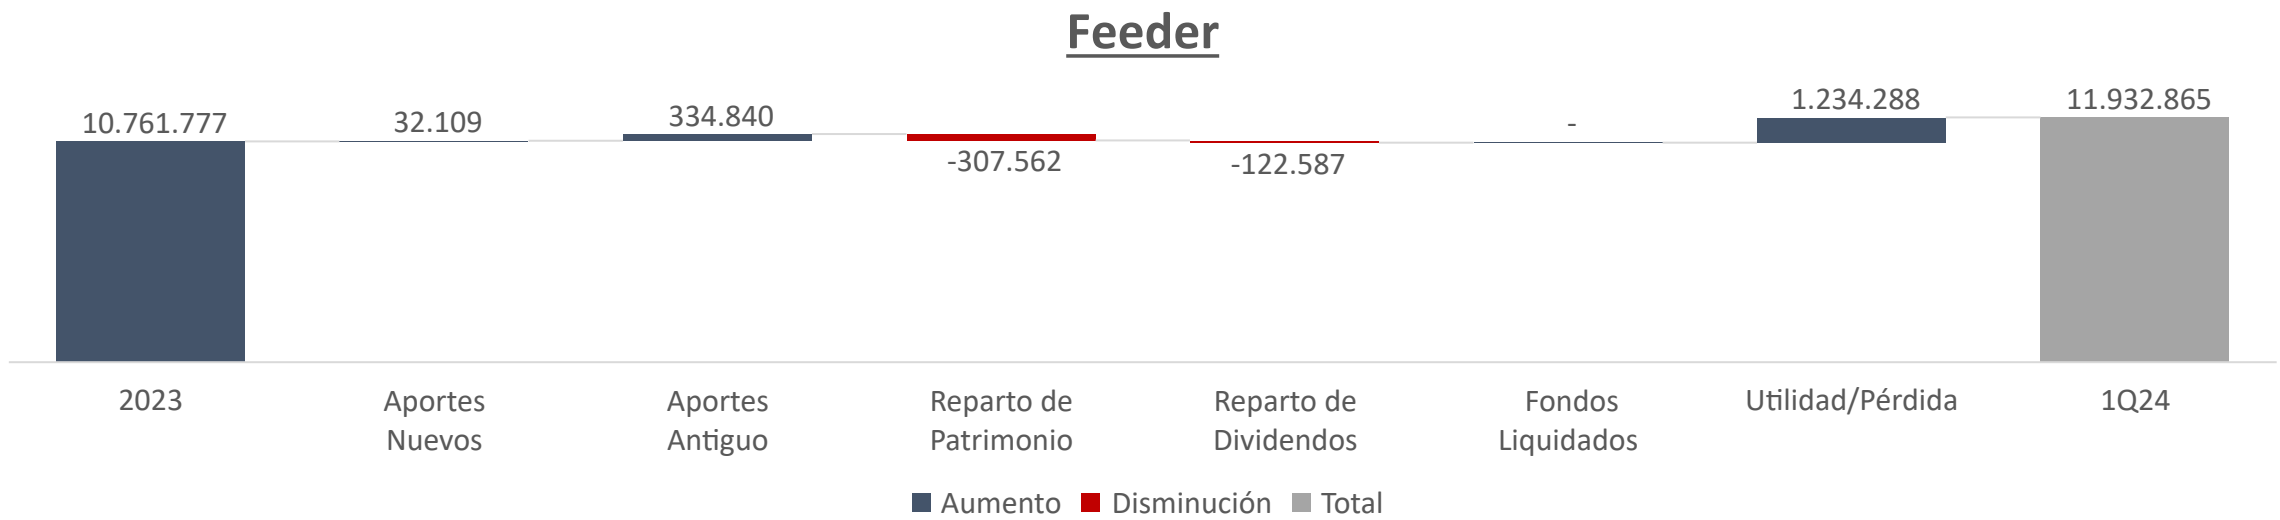 Feeder
10.761.777
32.109
334.840
-307.562
-122.587
-
1.234.288
11.932.865
2023
Aportes
Nuevos
Aportes
Antiguo
Reparto de
Patrimonio
Reparto de
Dividendos
Fondos
Liquidados
Utilidad/Pérdida
1Q24
Aumento
Disminución
Total